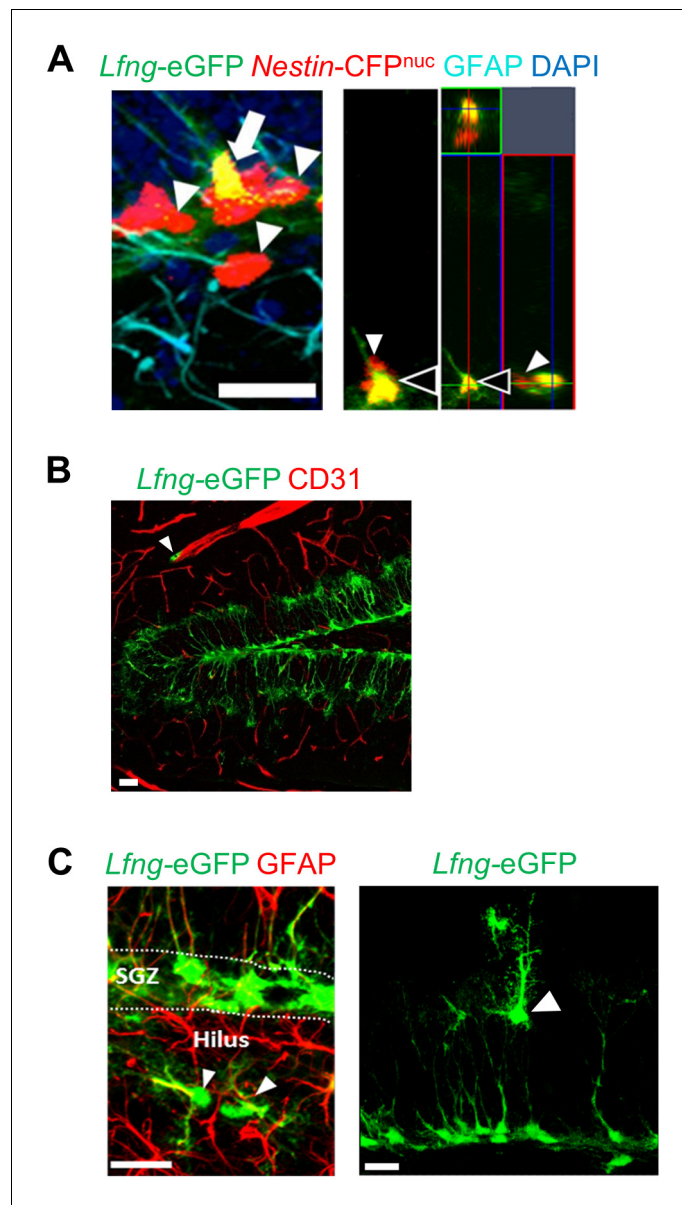 A
Lfng-eGFP Nestin-CFPnuc GFAP DAPI
B
Lfng-eGFP CD31
C
Lfng-eGFP GFAP
Lfng-eGFP
SGZ
Hilus